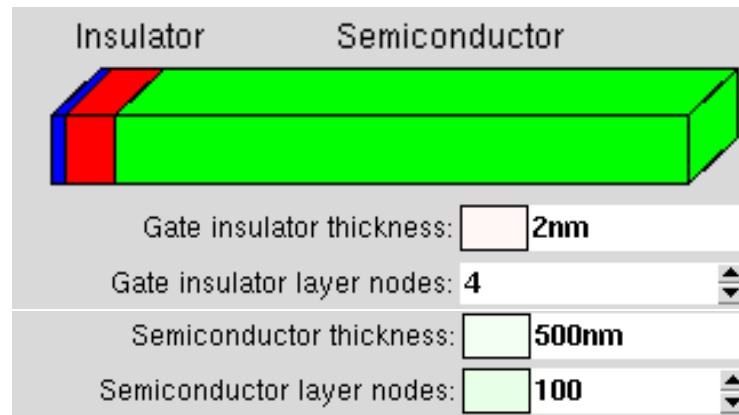 Insulator Semiconductor
Gate insulator thickness: 2nm
Gate insulator layer nodes: 4
Semiconductor thickness: 500nm
Semiconductor layer nodes: 100